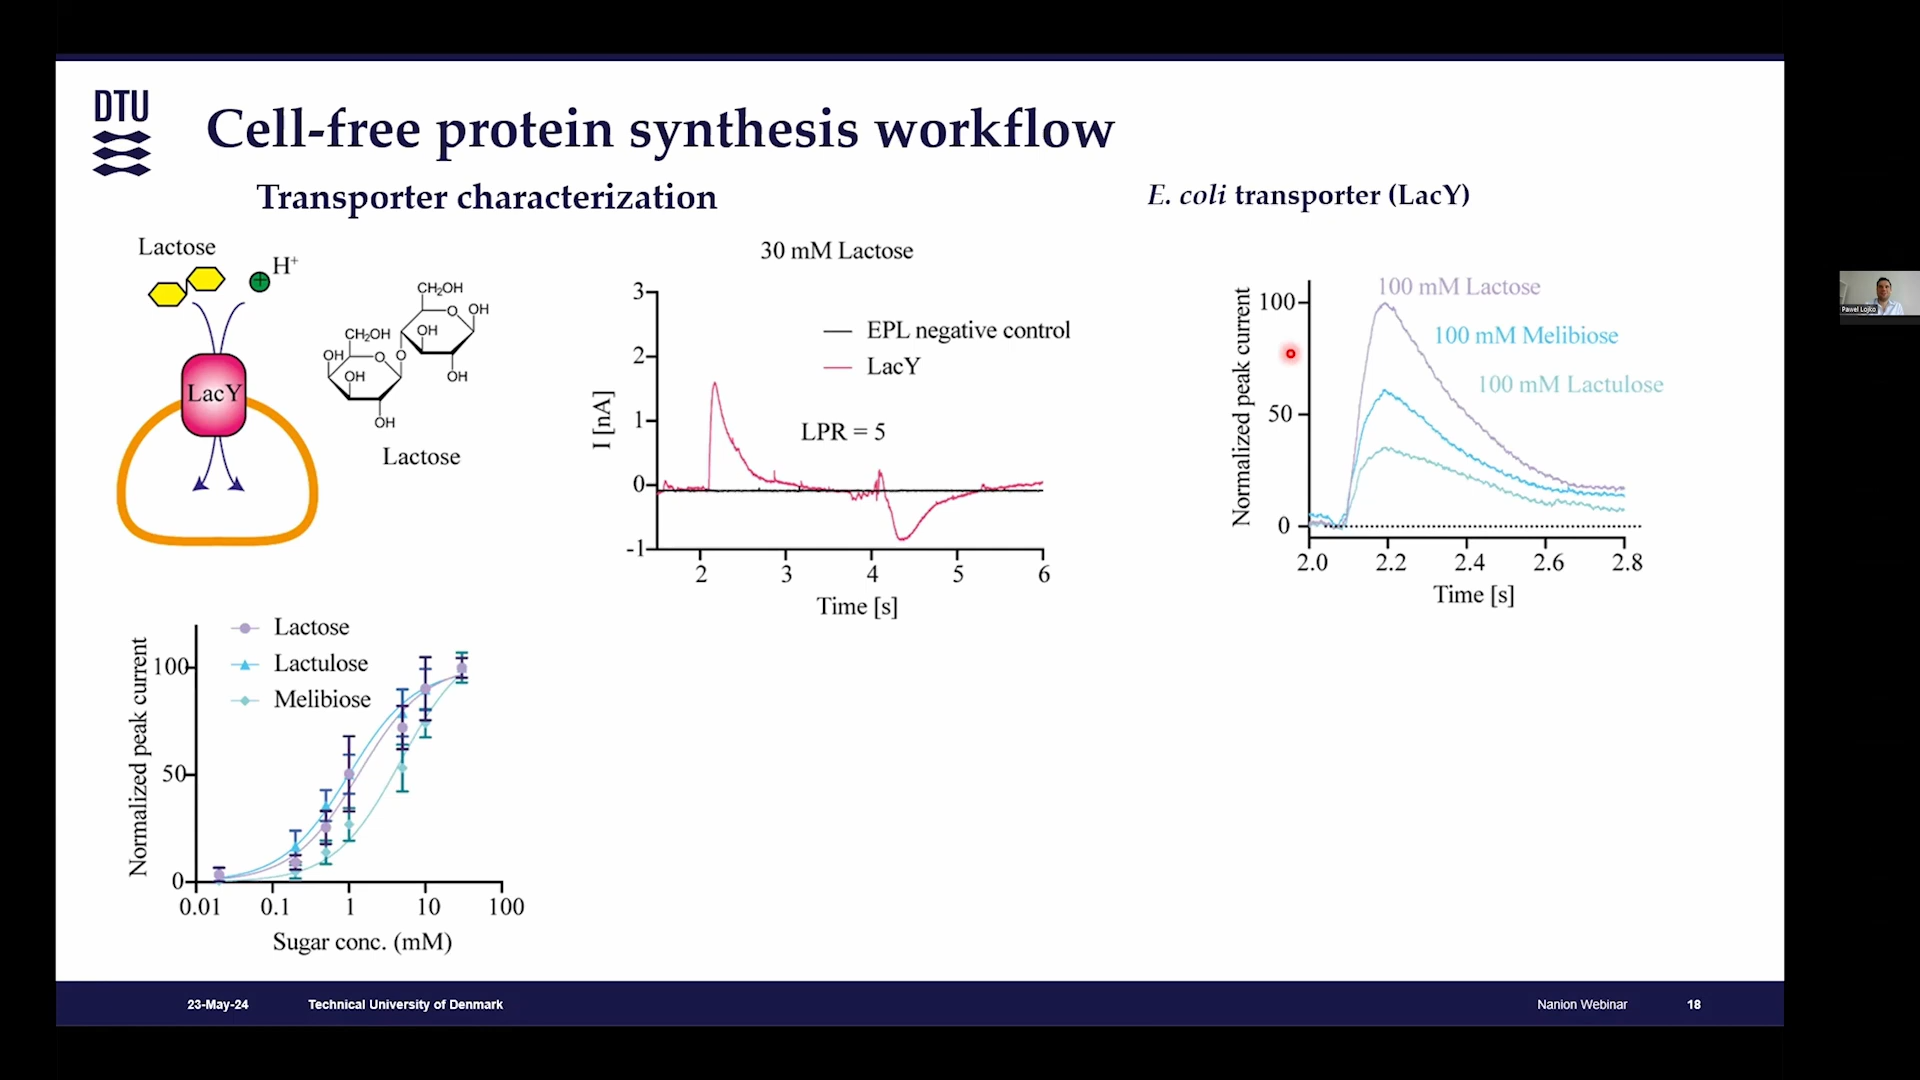 DTU
Cell-free protein synthesis workflow
Transporter characterization
E. coli transporter (LacY)
Lactose
H+
LacY
CH₂OH
OH
O
OH
CH₂OH
OH
O
O
OH
OH
OH
Lactose
30 mM Lactose
3
2
1
0
-1
I [nA]
EPL negative control
LacY
LPR = 5
2 3 4 5 6
Time [s]
100 mM Lactose
100 mM Melibiose
100 mM Lactulose
Normalized peak current
100
50
0
2.0 2.2 2.4 2.6 2.8
Time [s]
Lactose
Lactulose
Melibiose
Normalized peak current
100
50
0
0.01 0.1 1 10 100
Sugar conc. (mM)
Pawel Lojko
23-May-24 Technical University of Denmark Nanion Webinar 18